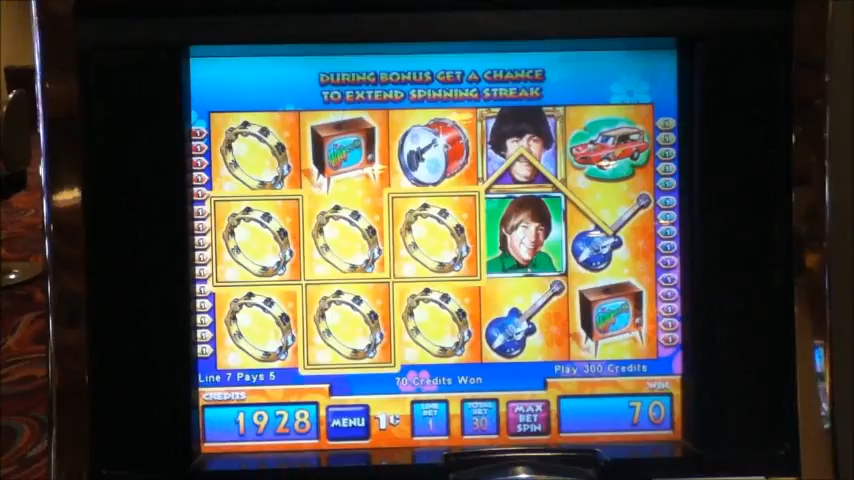 DURING BONUS GET A CHANCE
TO EXTEND SPINNING STREAK
Line 7 Pays 5
70 Credits Won
Play 300 Credits
CREDITS
WIN
1928
MENU
1¢
LINE BET
1
TOTAL BET
30
MAX BET SPIN
70